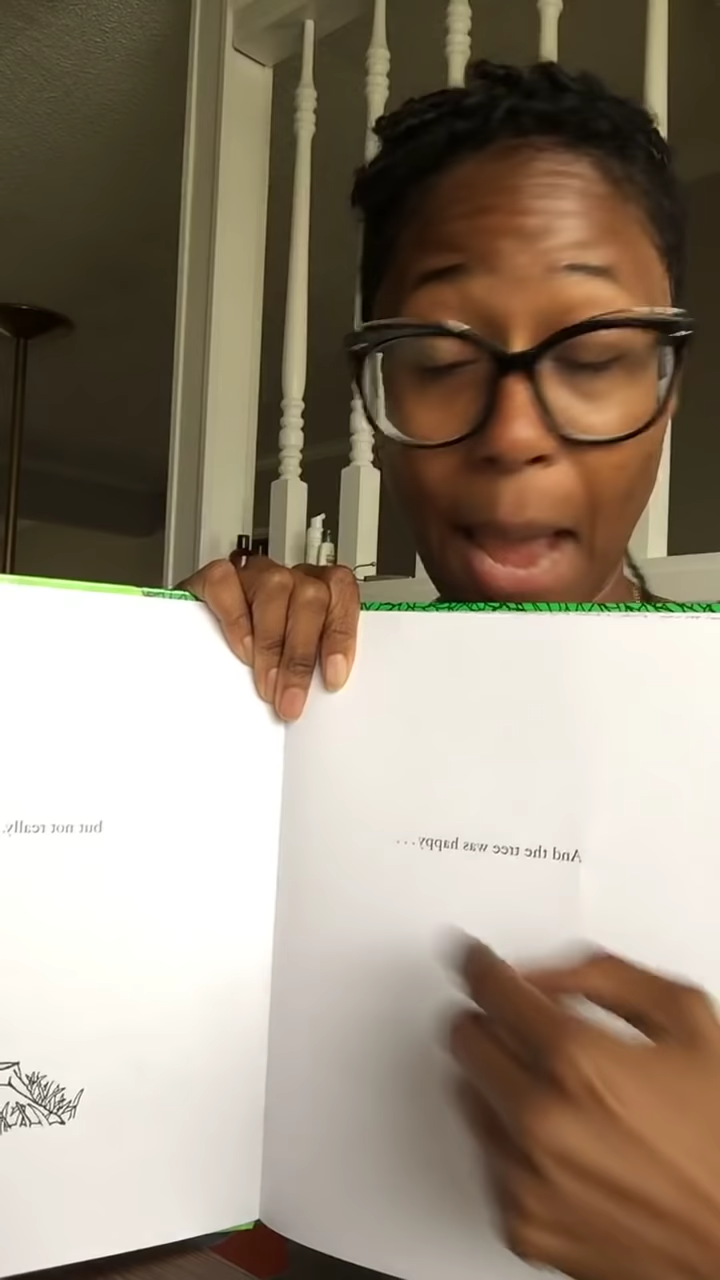 And the tree was happy . . . .
but not really.